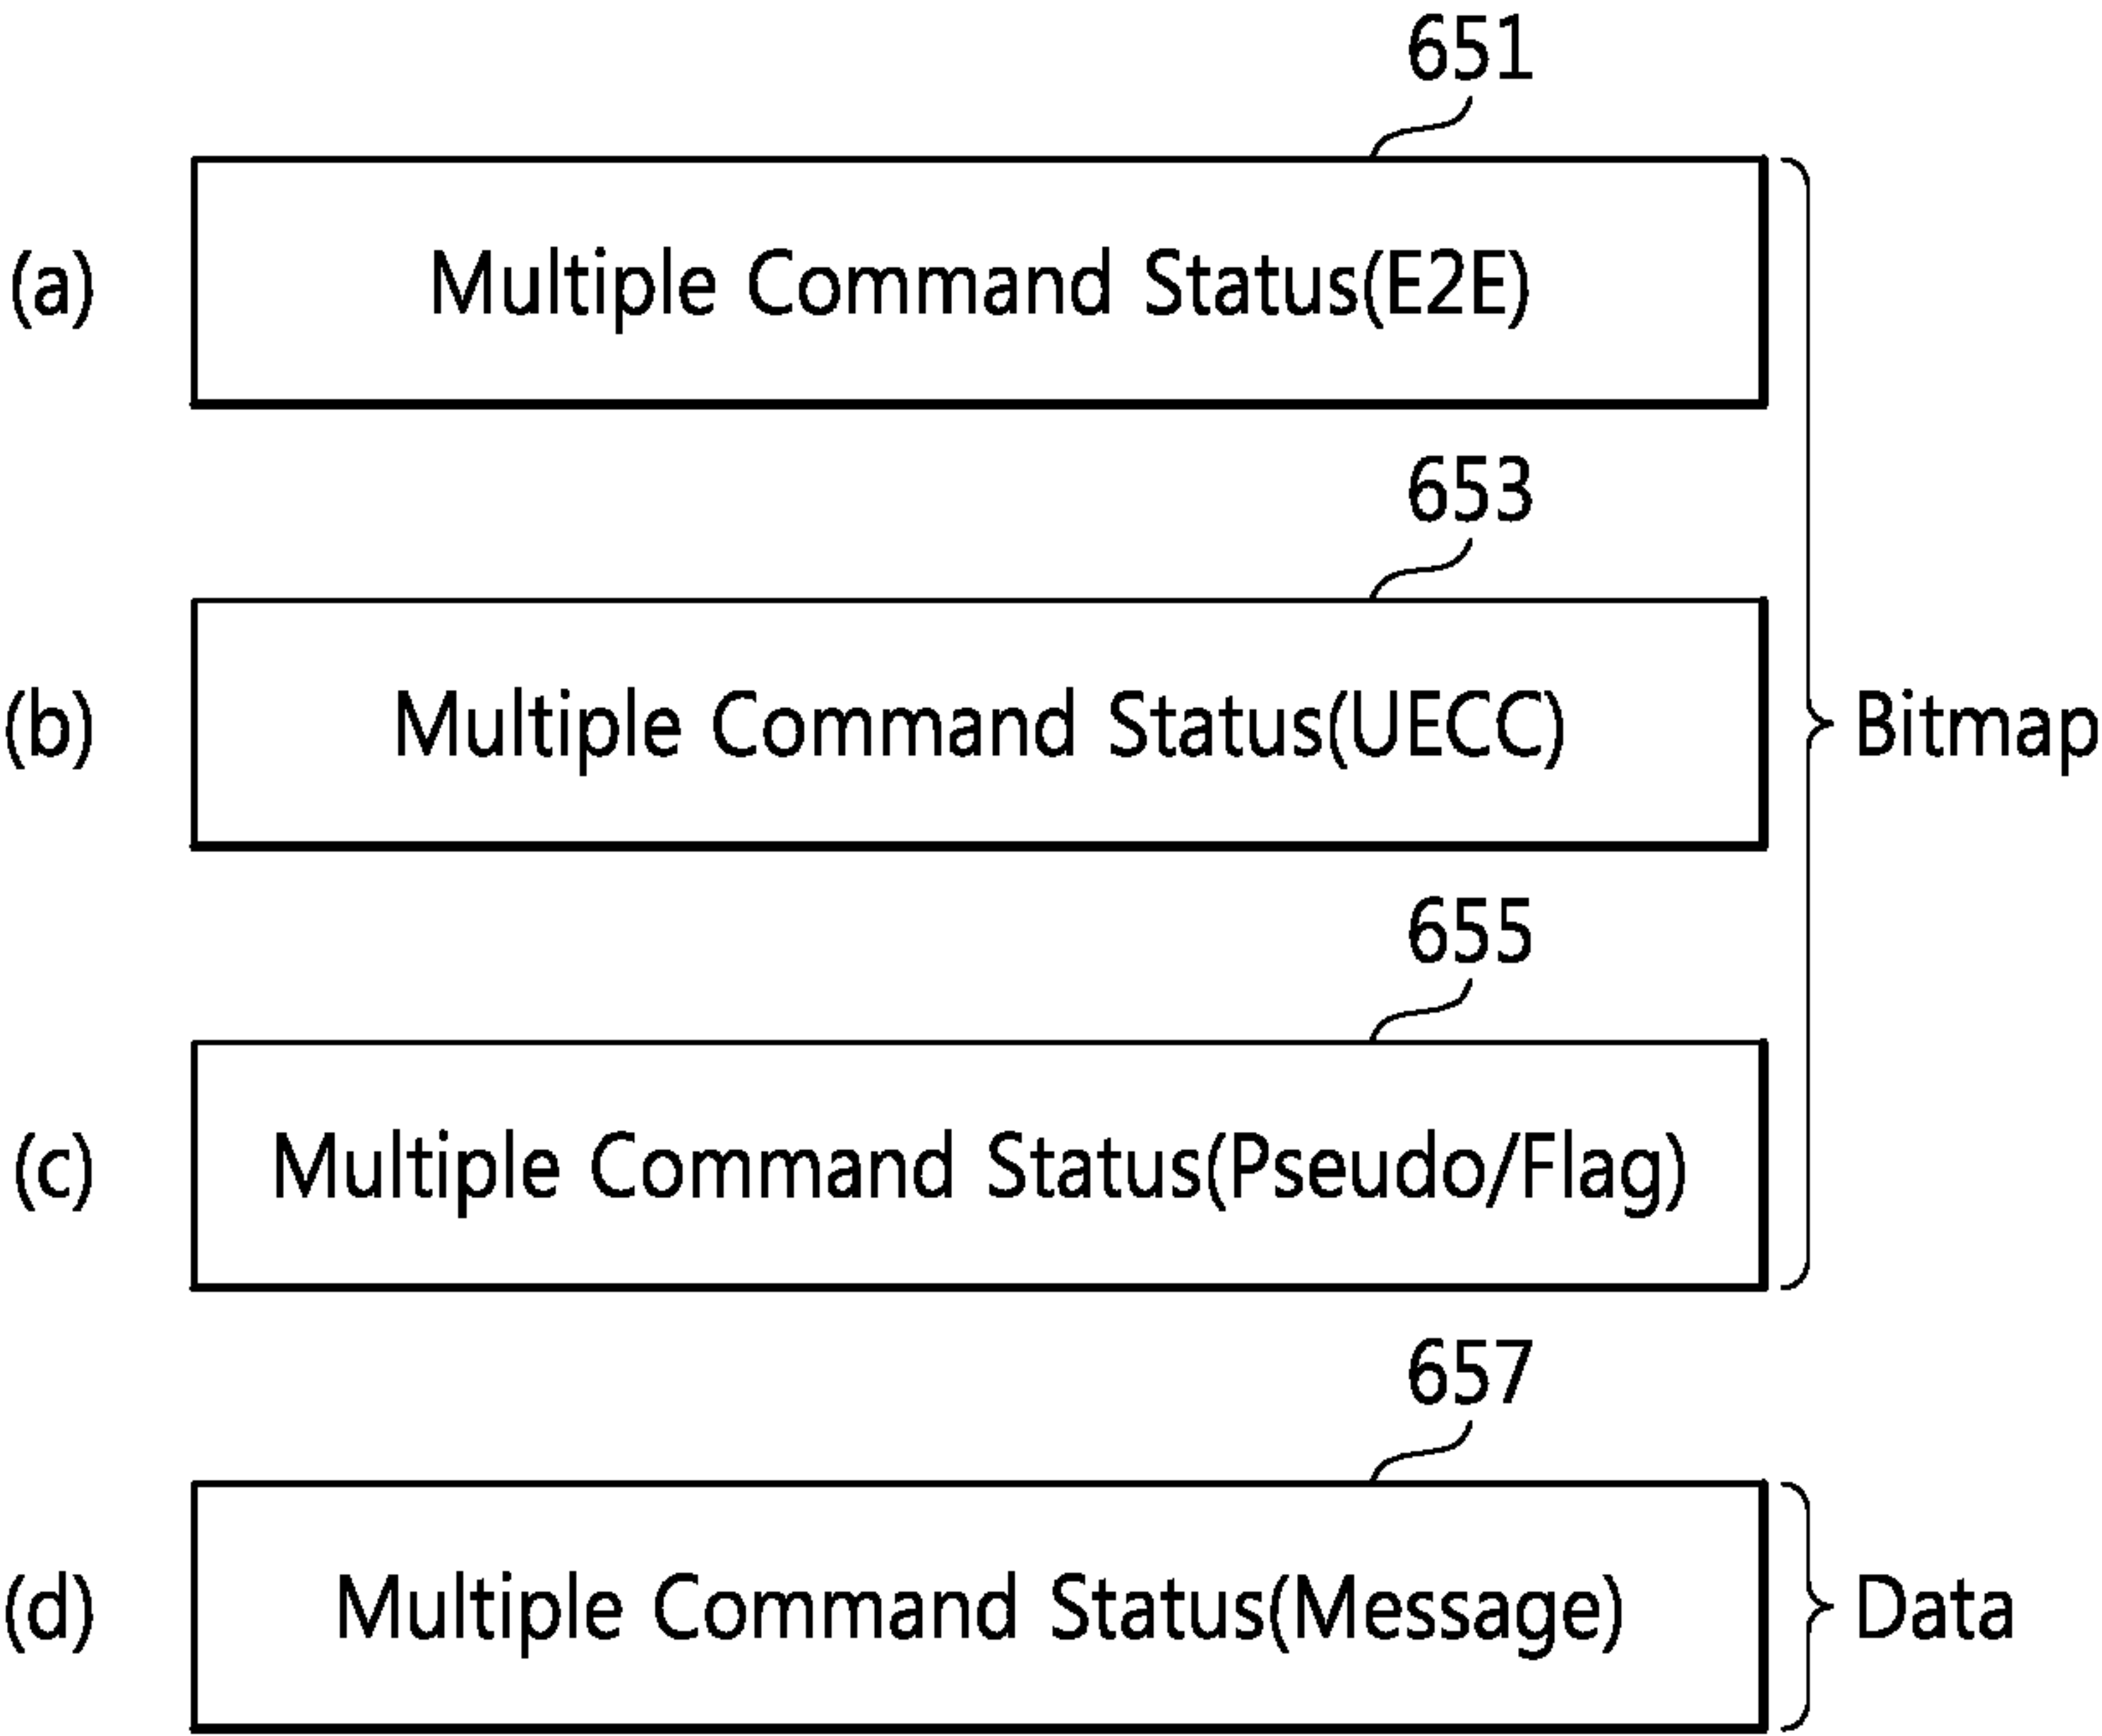 651
(a) Multiple Command Status(E2E)
653
(b) Multiple Command Status(UECC) Bitmap
655
(c) Multiple Command Status(Pseudo/Flag)
657
(d) Multiple Command Status(Message) Data